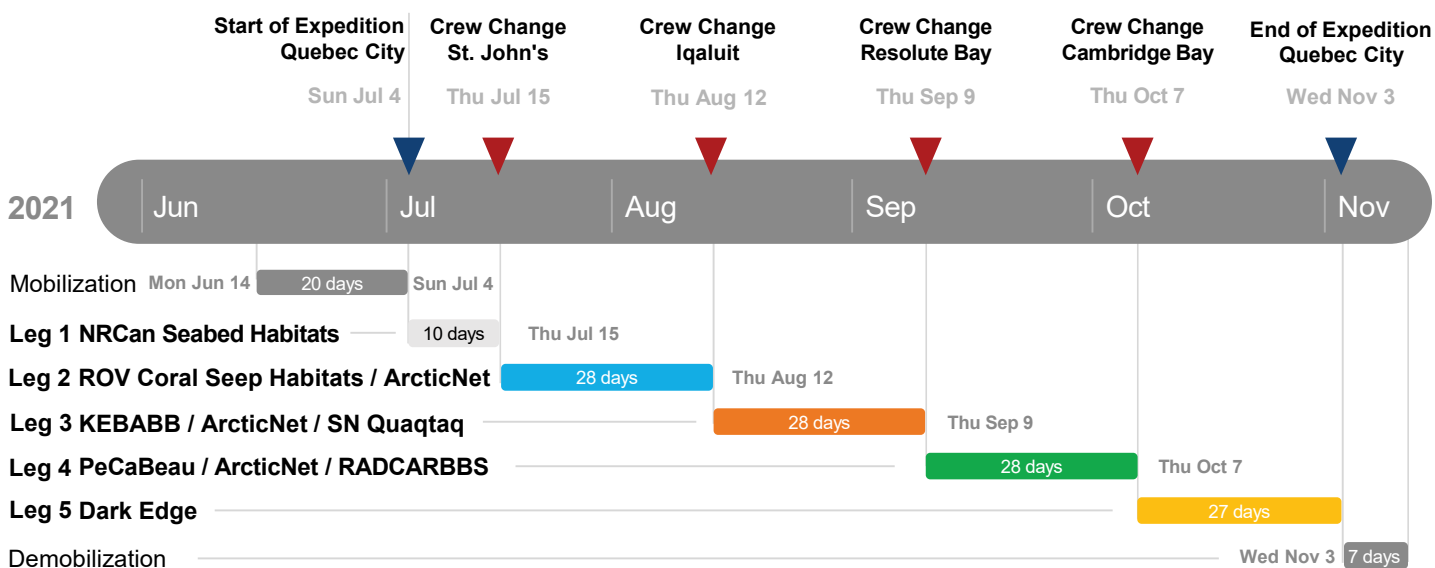 Start of Expedition
Quebec City
Sun Jul 4
Crew Change
St. John's
Thu Jul 15
Crew Change
Iqaluit
Thu Aug 12
Crew Change
Resolute Bay
Thu Sep 9
Crew Change
Cambridge Bay
Thu Oct 7
End of Expedition
Quebec City
Wed Nov 3
2021
Jun
Jul
Aug
Sep
Oct
Nov
Mobilization
Mon Jun 14
20 days
Sun Jul 4
Leg 1 NRCan Seabed Habitats
10 days
Thu Jul 15
Leg 2 ROV Coral Seep Habitats / ArcticNet
28 days
Thu Aug 12
Leg 3 KEBABB / ArcticNet / SN Quaqtaq
28 days
Thu Sep 9
Leg 4 PeCaBeau / ArcticNet / RADCARBBS
28 days
Thu Oct 7
Leg 5 Dark Edge
27 days
Demobilization
Wed Nov 3
7 days